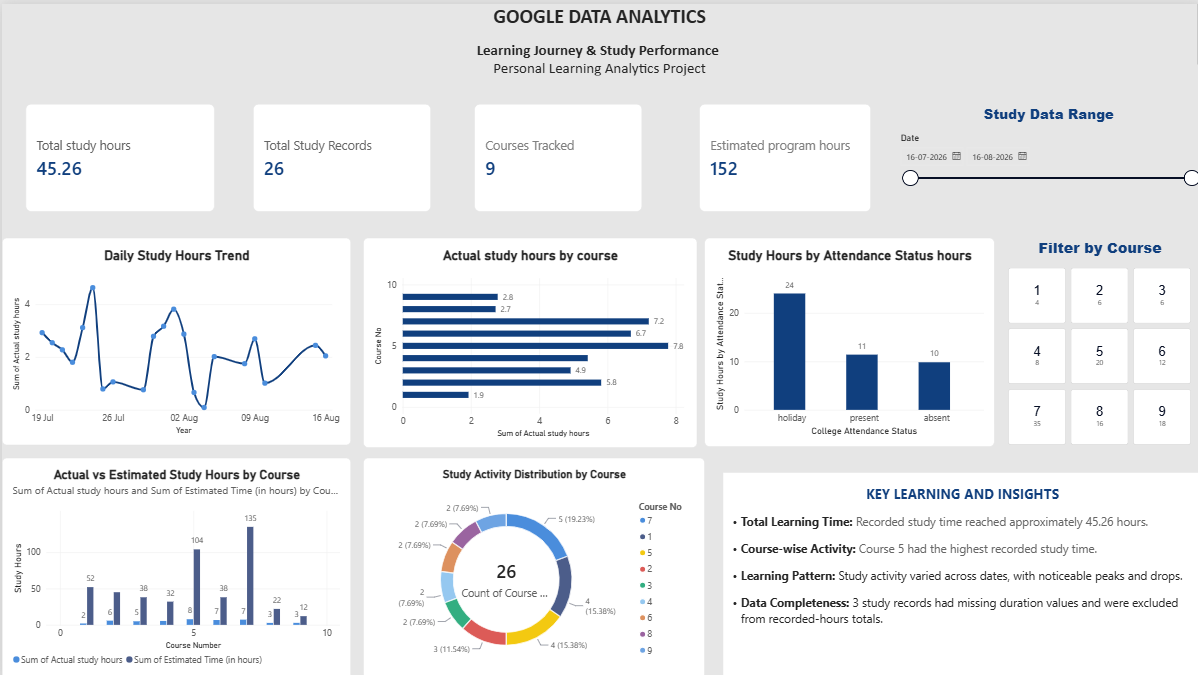 GOOGLE DATA ANALYTICS
Learning Journey & Study Performance
Personal Learning Analytics Project
Total study hours
45.26
Total Study Records
26
Courses Tracked
9
Estimated program hours
152
Study Data Range
Date
16-07-2026
16-08-2026
Daily Study Hours Trend
Sum of Actual study hours
4
2
0
19 Jul
26 Jul
02 Aug
09 Aug
16 Aug
Year
Actual study hours by course
Course No
10
5
0
2.8
2.7
7.2
6.7
7.8
4.9
5.8
1.9
0
2
4
6
8
Sum of Actual study hours
Study Hours by Attendance Status hours
Study Hours by Attendance Stat...
20
10
0
24
11
10
holiday
present
absent
College Attendance Status
Filter by Course
1
4
2
6
3
6
4
8
5
20
6
12
7
35
8
16
9
18
Actual vs Estimated Study Hours by Course
Sum of Actual study hours and Sum of Estimated Time (in hours) by Cou...
Study Hours
100
50
0
2
52
6
5
38
32
8
104
7
38
7
135
3
22
3
12
0
5
10
Course Number
Sum of Actual study hours
Sum of Estimated Time (in hours)
Study Activity Distribution by Course
2 (7.69%)
5 (19.23%)
2 (7.69%)
2 (7.69%)
2
(7.69%)
2 (7.69%)
3 (11.54%)
4 (15.38%)
4
(15.38%)
26
Count of Course ...
Course No
7
1
5
2
3
4
6
8
9
KEY LEARNING AND INSIGHTS
• Total Learning Time: Recorded study time reached approximately 45.26 hours.
• Course-wise Activity: Course 5 had the highest recorded study time.
• Learning Pattern: Study activity varied across dates, with noticeable peaks and drops.
• Data Completeness: 3 study records had missing duration values and were excluded
from recorded-hours totals.